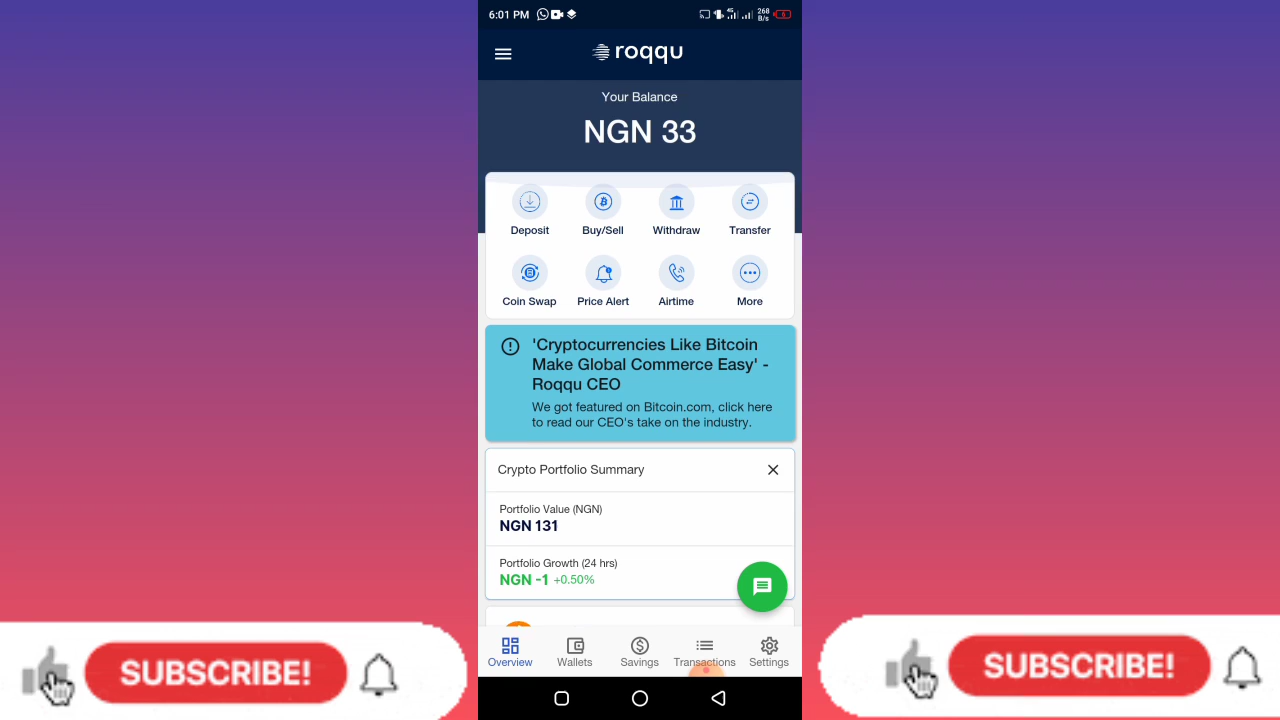 6:01 PM
4G
268
B/s
6
roqqu
Your Balance
NGN 33
Deposit
Buy/Sell
Withdraw
Transfer
Coin Swap
Price Alert
Airtime
More
'Cryptocurrencies Like Bitcoin
Make Global Commerce Easy' -
Roqqu CEO
We got featured on Bitcoin.com, click here
to read our CEO's take on the industry.
Crypto Portfolio Summary
Portfolio Value (NGN)
NGN 131
Portfolio Growth (24 hrs)
NGN -1 +0.50%
Overview
Wallets
Savings
Transactions
Settings
SUBSCRIBE!
SUBSCRIBE!